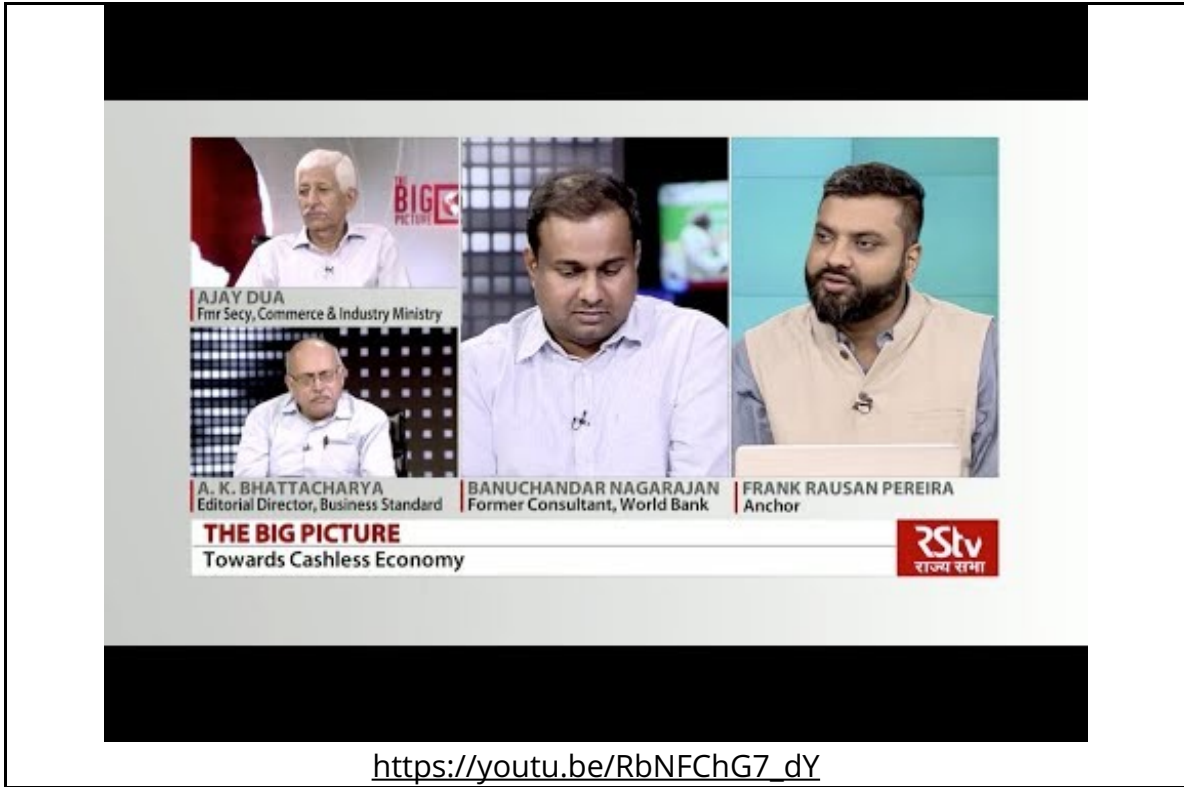 THE
BIG
PICTURE
AJAY DUA
Fmr Secy, Commerce & Industry Ministry
A. K. BHATTACHARYA
Editorial Director, Business Standard
BANUCHANDAR NAGARAJAN
Former Consultant, World Bank
FRANK RAUSAN PEREIRA
Anchor
THE BIG PICTURE
Towards Cashless Economy
RStv
राज्य सभा
https://youtu.be/RbNFChG7_dY